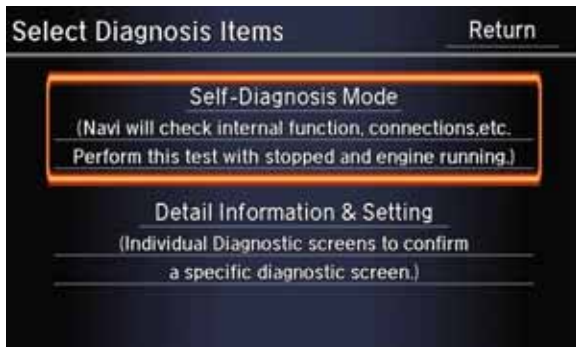 Select Diagnosis Items
Return
Self-Diagnosis Mode
(Navi will check internal function, connections,etc.
Perform this test with stopped and engine running.)
Detail Information & Setting
(Individual Diagnostic screens to confirm
a specific diagnostic screen.)